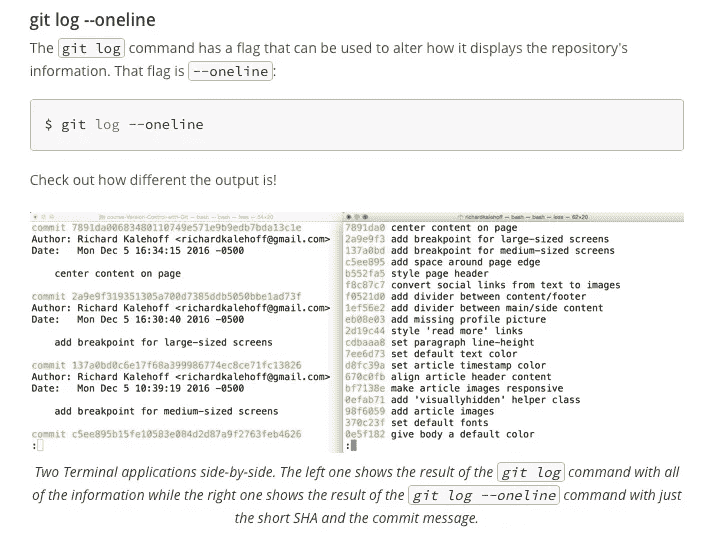 git log --oneline
The git log command has a flag that can be used to alter how it displays the repository's
information. That flag is --oneline:
$ git log --oneline
Check out how different the output is!
commit 7891da00683480110749e571e9b9edb7bda13c1e
Author: Richard Kalehoff <richardkalehoff@gmail.com>
Date: Mon Dec 5 16:34:15 2016 -0500
center content on page
commit 2a9e9f319351305a700d7385ddb5050bbe1ad73f
Author: Richard Kalehoff <richardkalehoff@gmail.com>
Date: Mon Dec 5 16:30:40 2016 -0500
add breakpoint for large-sized screens
commit 137a0bd0c6e17f68a399986774ec8ce71fc13826
Author: Richard Kalehoff <richardkalehoff@gmail.com>
Date: Mon Dec 5 10:39:19 2016 -0500
add breakpoint for medium-sized screens
commit c5ee895b15fe10583e084d2d87a9f2763feb4626
:
richardkalehoff — bash — bash — less — 82×20
7891da0 center content on page
2a9e9f3 add breakpoint for large-sized screens
137a0bd add breakpoint for medium-sized screens
c5ee895 add space around page edge
b552fa5 style page header
f8c87c7 convert social links from text to images
f0521d0 add divider between content/footer
1ef56e2 add divider between main/side content
eb08e03 add missing profile picture
2d19c44 style 'read more' links
cdbaaa8 set paragraph line-height
7ee6d73 set default text color
d8fc39a set article timestamp color
670c0fb align article header content
bf7138e make article images responsive
0efab71 add 'visuallyhidden' helper class
98f6059 add article images
370c23f set default fonts
0e5f182 give body a default color
:
Two Terminal applications side-by-side. The left one shows the result of the git log command with all
of the information while the right one shows the result of the git log --oneline command with just
the short SHA and the commit message.